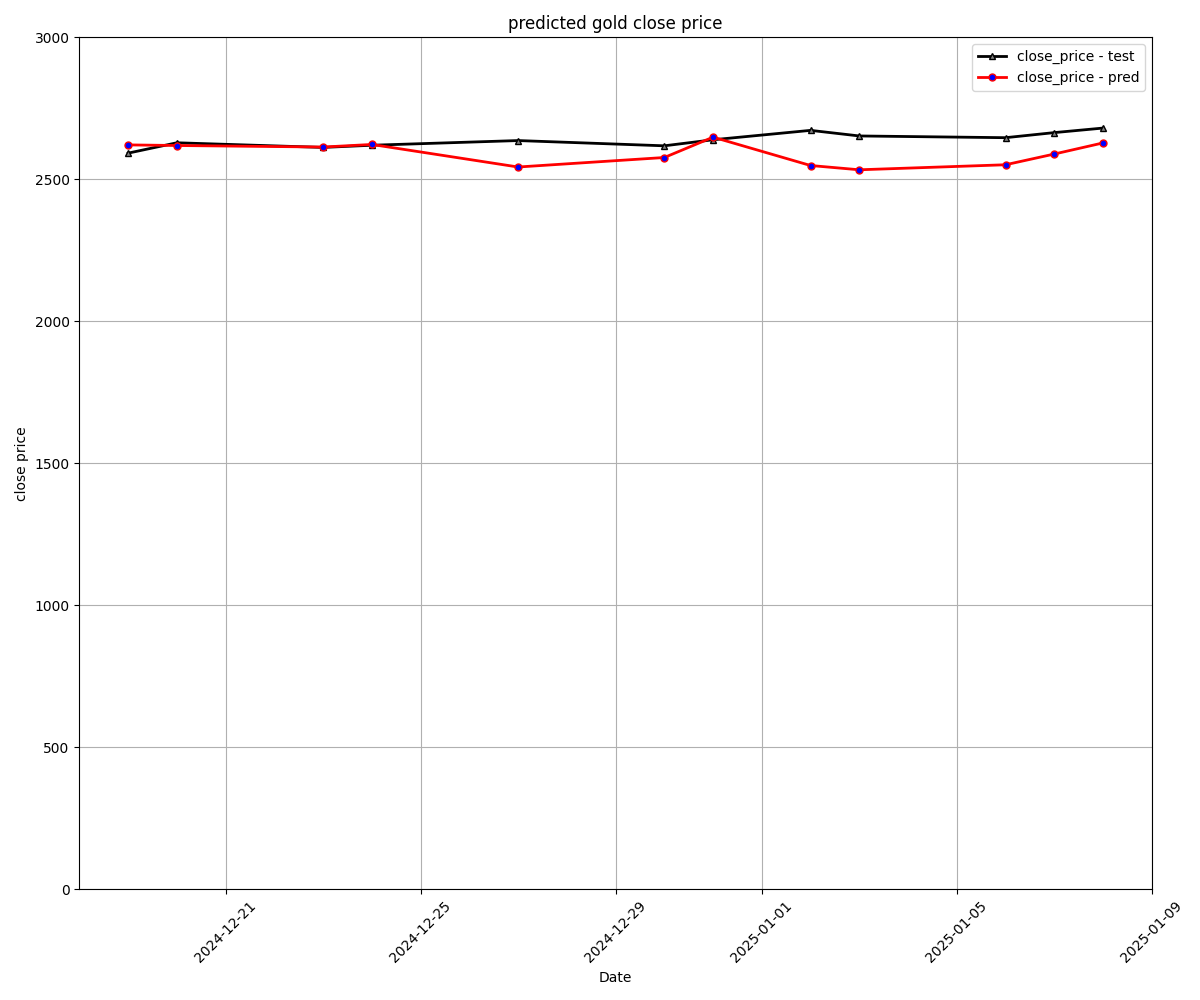 predicted gold close price
close_price - test
close_price - pred
3000
2500
2000
1500
1000
500
0
close price
2024-12-21
2024-12-25
2024-12-29
2025-01-01
2025-01-05
2025-01-09
Date